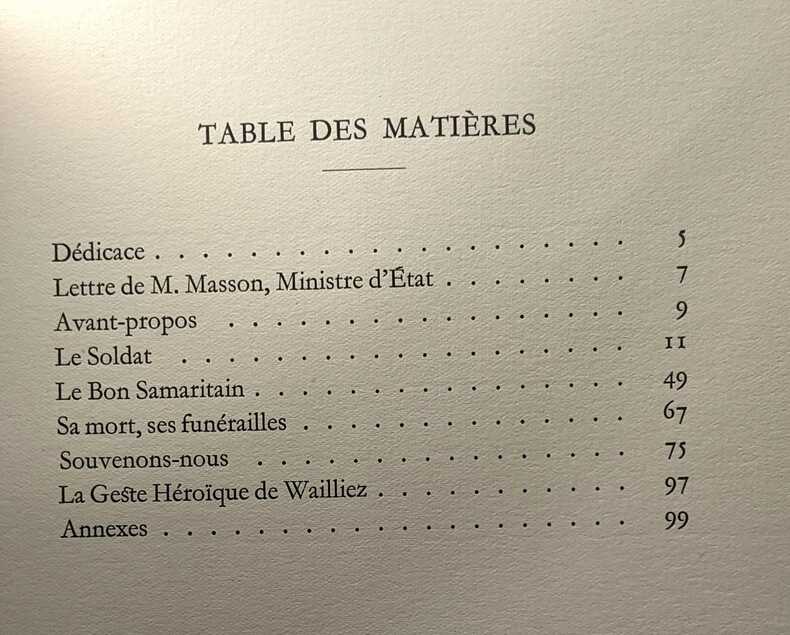 TABLE DES MATIÈRES
Dédicace . . . . . . . . . . . . . . . . . . . . 5
Lettre de M. Masson, Ministre d'État . . . . . . . . 7
Avant-propos . . . . . . . . . . . . . . . . . 9
Le Soldat . . . . . . . . . . . . . . . . . . . 11
Le Bon Samaritain . . . . . . . . . . . . . . . 49
Sa mort, ses funérailles . . . . . . . . . . . . . 67
Souvenons-nous . . . . . . . . . . . . . . . 75
La Geste Héroïque de Wailliez . . . . . . . . . . 97
Annexes . . . . . . . . . . . . . . . . . . . 99